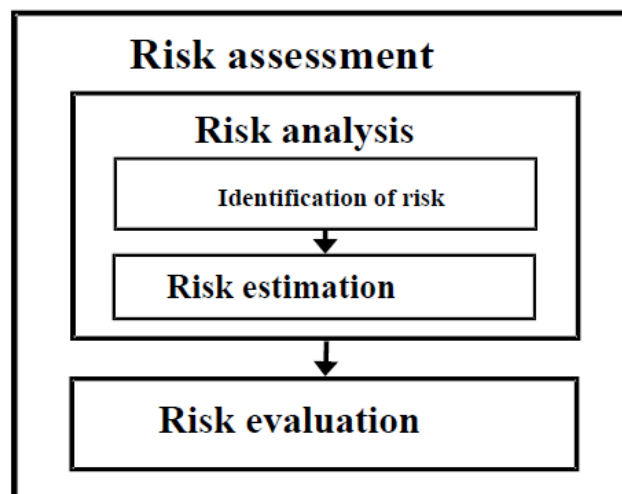 Risk assessment
Risk analysis
Identification of risk
Risk estimation
Risk evaluation